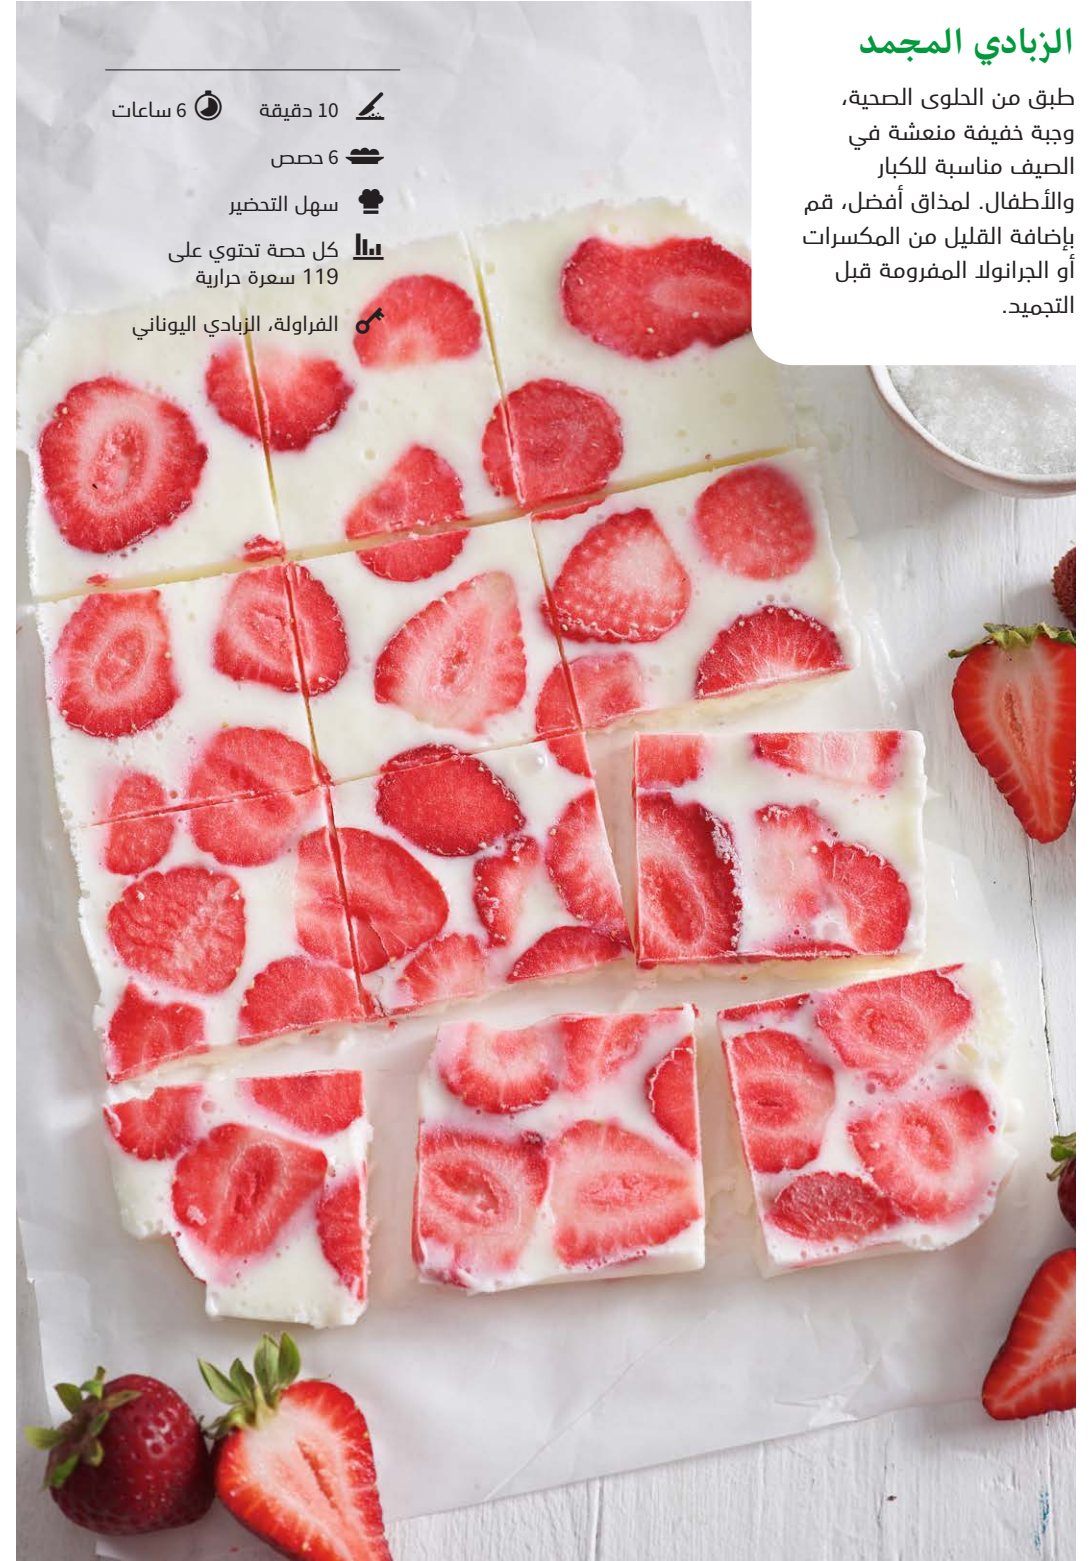 الزبادي المجمد
طبق من الحلوى الصحية،
وجبة خفيفة منعشة في
الصيف مناسبة للكبار
والأطفال. لمذاق أفضل، قم
بإضافة القليل من المكسرات
أو الجرانولا المفرومة قبل
التجميد.
10 دقيقة 6 ساعات
6 حصص
سهل التحضير
كل حصة تحتوي على
119 سعرة حرارية
الفراولة، الزبادي اليوناني